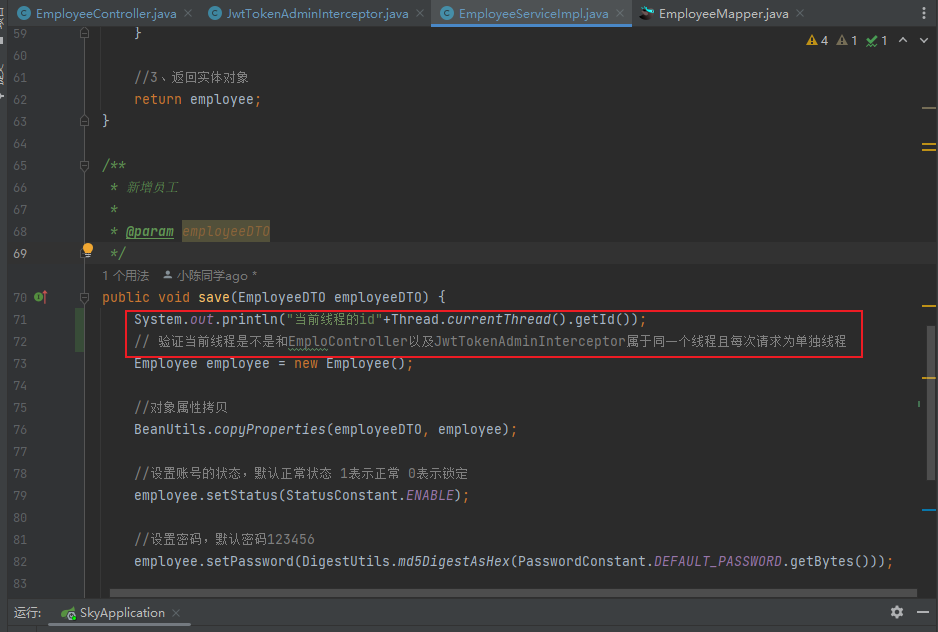 EmployeeController.java JwtTokenAdminInterceptor.java EmployeeServiceImpl.java EmployeeMapper.java
59 }
4 1 1
60
61 //3、返回实体对象
62 return employee;
63 }
64
65 /**
66 * 新增员工
67 *
68 * @param employeeDTO
69 */
1 个用法 小陈同学ago *
70 public void save(EmployeeDTO employeeDTO) {
71 System.out.println("当前线程的id"+Thread.currentThread().getId());
72 // 验证当前线程是不是和EmploController以及JwtTokenAdminInterceptor属于同一个线程且每次请求为单独线程
73 Employee employee = new Employee();
74
75 //对象属性拷贝
76 BeanUtils.copyProperties(employeeDTO, employee);
77
78 //设置账号的状态，默认正常状态 1表示正常 0表示锁定
79 employee.setStatus(StatusConstant.ENABLE);
80
81 //设置密码，默认密码123456
82 employee.setPassword(DigestUtils.md5DigestAsHex(PasswordConstant.DEFAULT_PASSWORD.getBytes()));
83
运行: SkyApplication